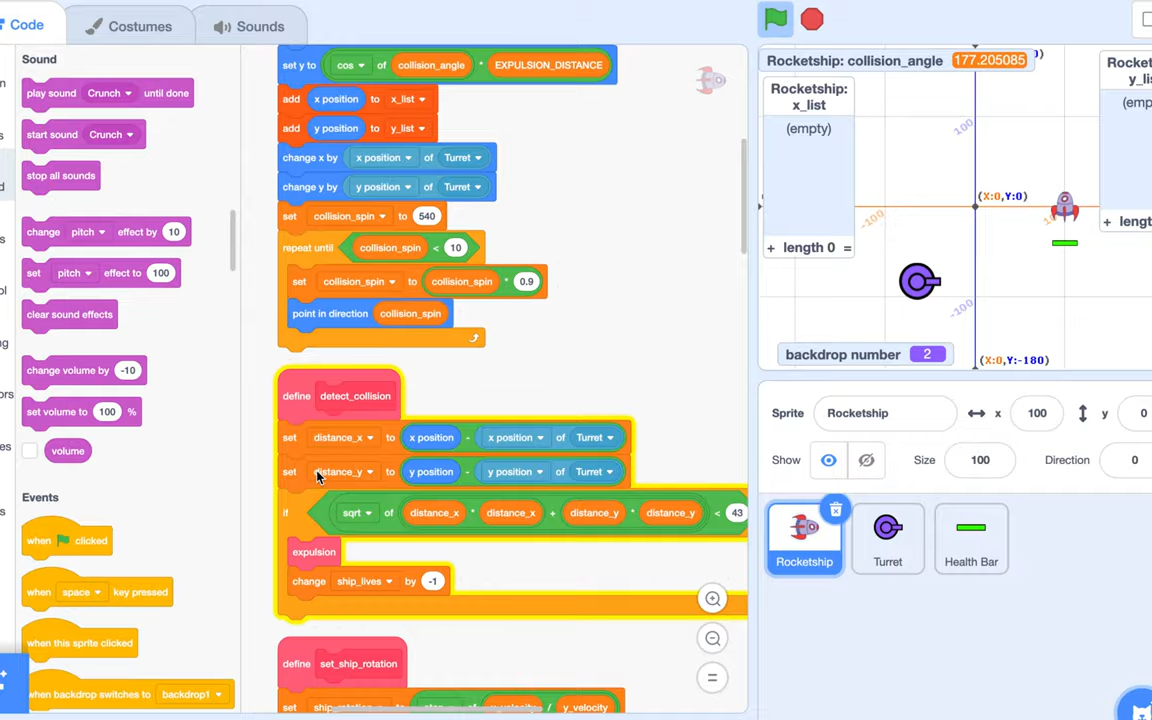 Code Costumes Sounds
Sound
play sound Crunch until done
start sound Crunch
stop all sounds
change pitch effect by 10
set pitch effect to 100
clear sound effects
change volume by -10
set volume to 100 %
volume
Events
when clicked
when space key pressed
when this sprite clicked
when backdrop switches to backdrop1
set y to cos of collision_angle * EXPULSION_DISTANCE
add x position to x_list
add y position to y_list
change x by x position of Turret
change y by y position of Turret
set collision_spin to 540
repeat until collision_spin < 10
set collision_spin to collision_spin * 0.9
point in direction collision_spin
define detect_collision
set distance_x to x position - x position of Turret
set distance_y to y position - y position of Turret
if sqrt of distance_x * distance_x + distance_y * distance_y < 43
expulsion
change ship_lives by -1
define set_ship_rotation
set ship_rotation to of / y_velocity
Rocketship: collision_angle 177.205085
Rocketship:
x_list
(empty)
+ length 0 =
100
(X:0,Y:0)
-100
-100
(X:0,Y:-180)
backdrop number 2
Sprite Rocketship x 100 y 0
Show Size 100 Direction 0
Rocketship
Turret
Health Bar